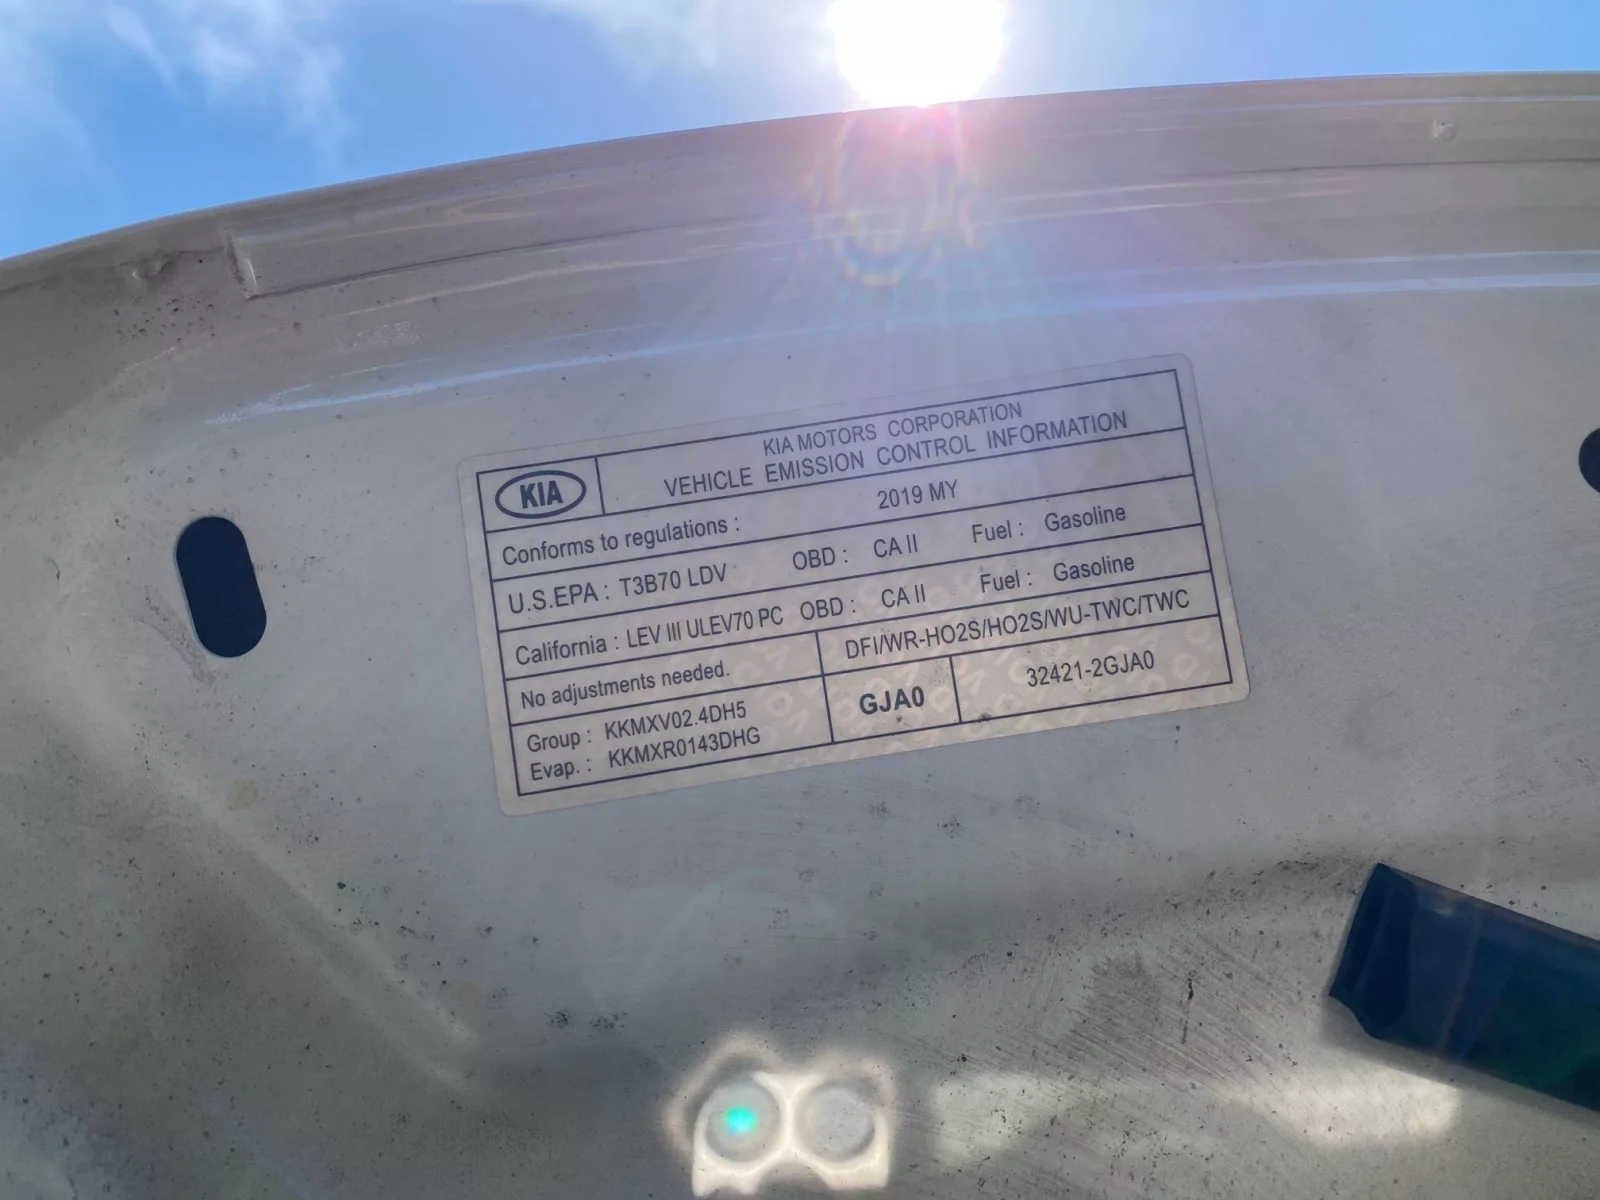 KIA
KIA MOTORS CORPORATION
VEHICLE EMISSION CONTROL INFORMATION
Conforms to regulations : 2019 MY
U.S.EPA : T3B70 LDV OBD : CA II Fuel : Gasoline
California : LEV III ULEV70 PC OBD : CA II Fuel : Gasoline
No adjustments needed. DFI/WR-HO2S/HO2S/WU-TWC/TWC
Group : KKMXV02.4DH5
Evap. : KKMXR0143DHG
GJA0
32421-2GJA0